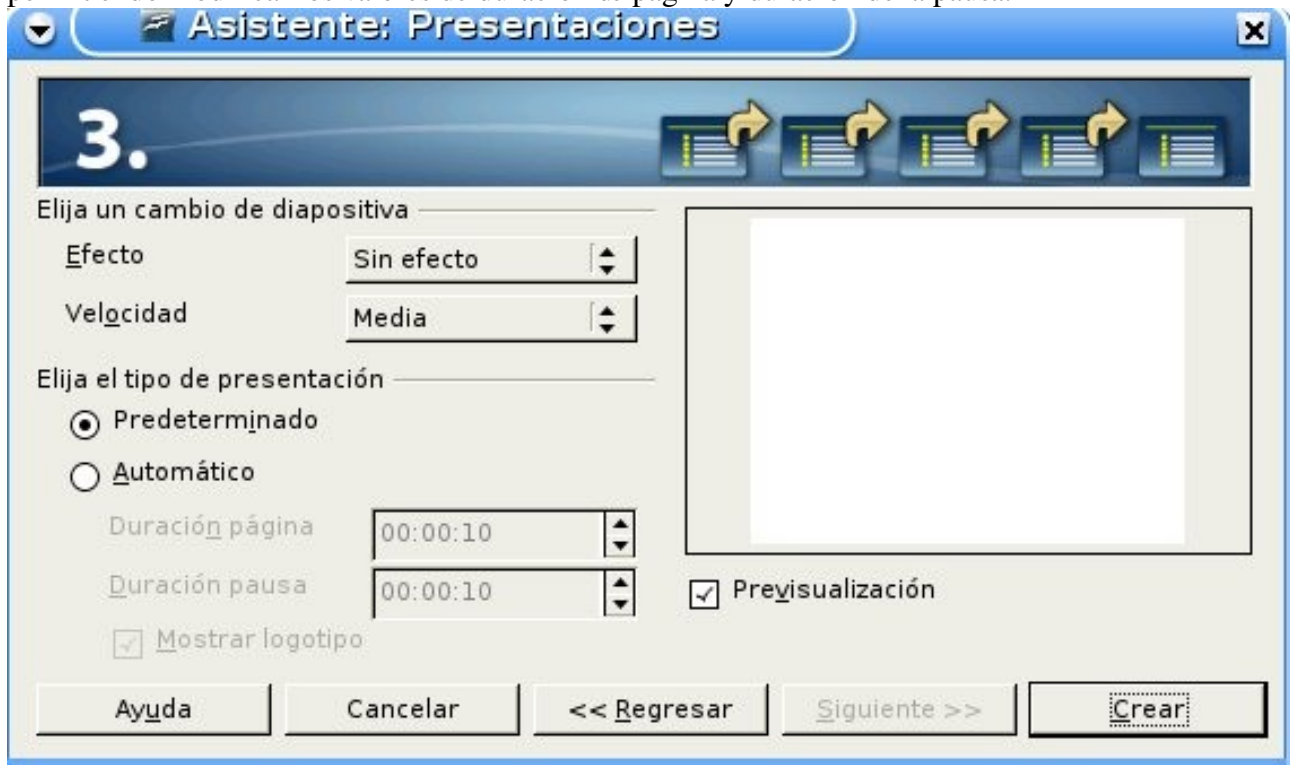 Asistente: Presentaciones
3.
Elija un cambio de diapositiva
Efecto Sin efecto
Velocidad Media
Elija el tipo de presentación
Predeterminado
Automático
Duración página 00:00:10
Duración pausa 00:00:10
Previsualización
Mostrar logotipo
Ayuda Cancelar << Regresar Siguiente >> Crear